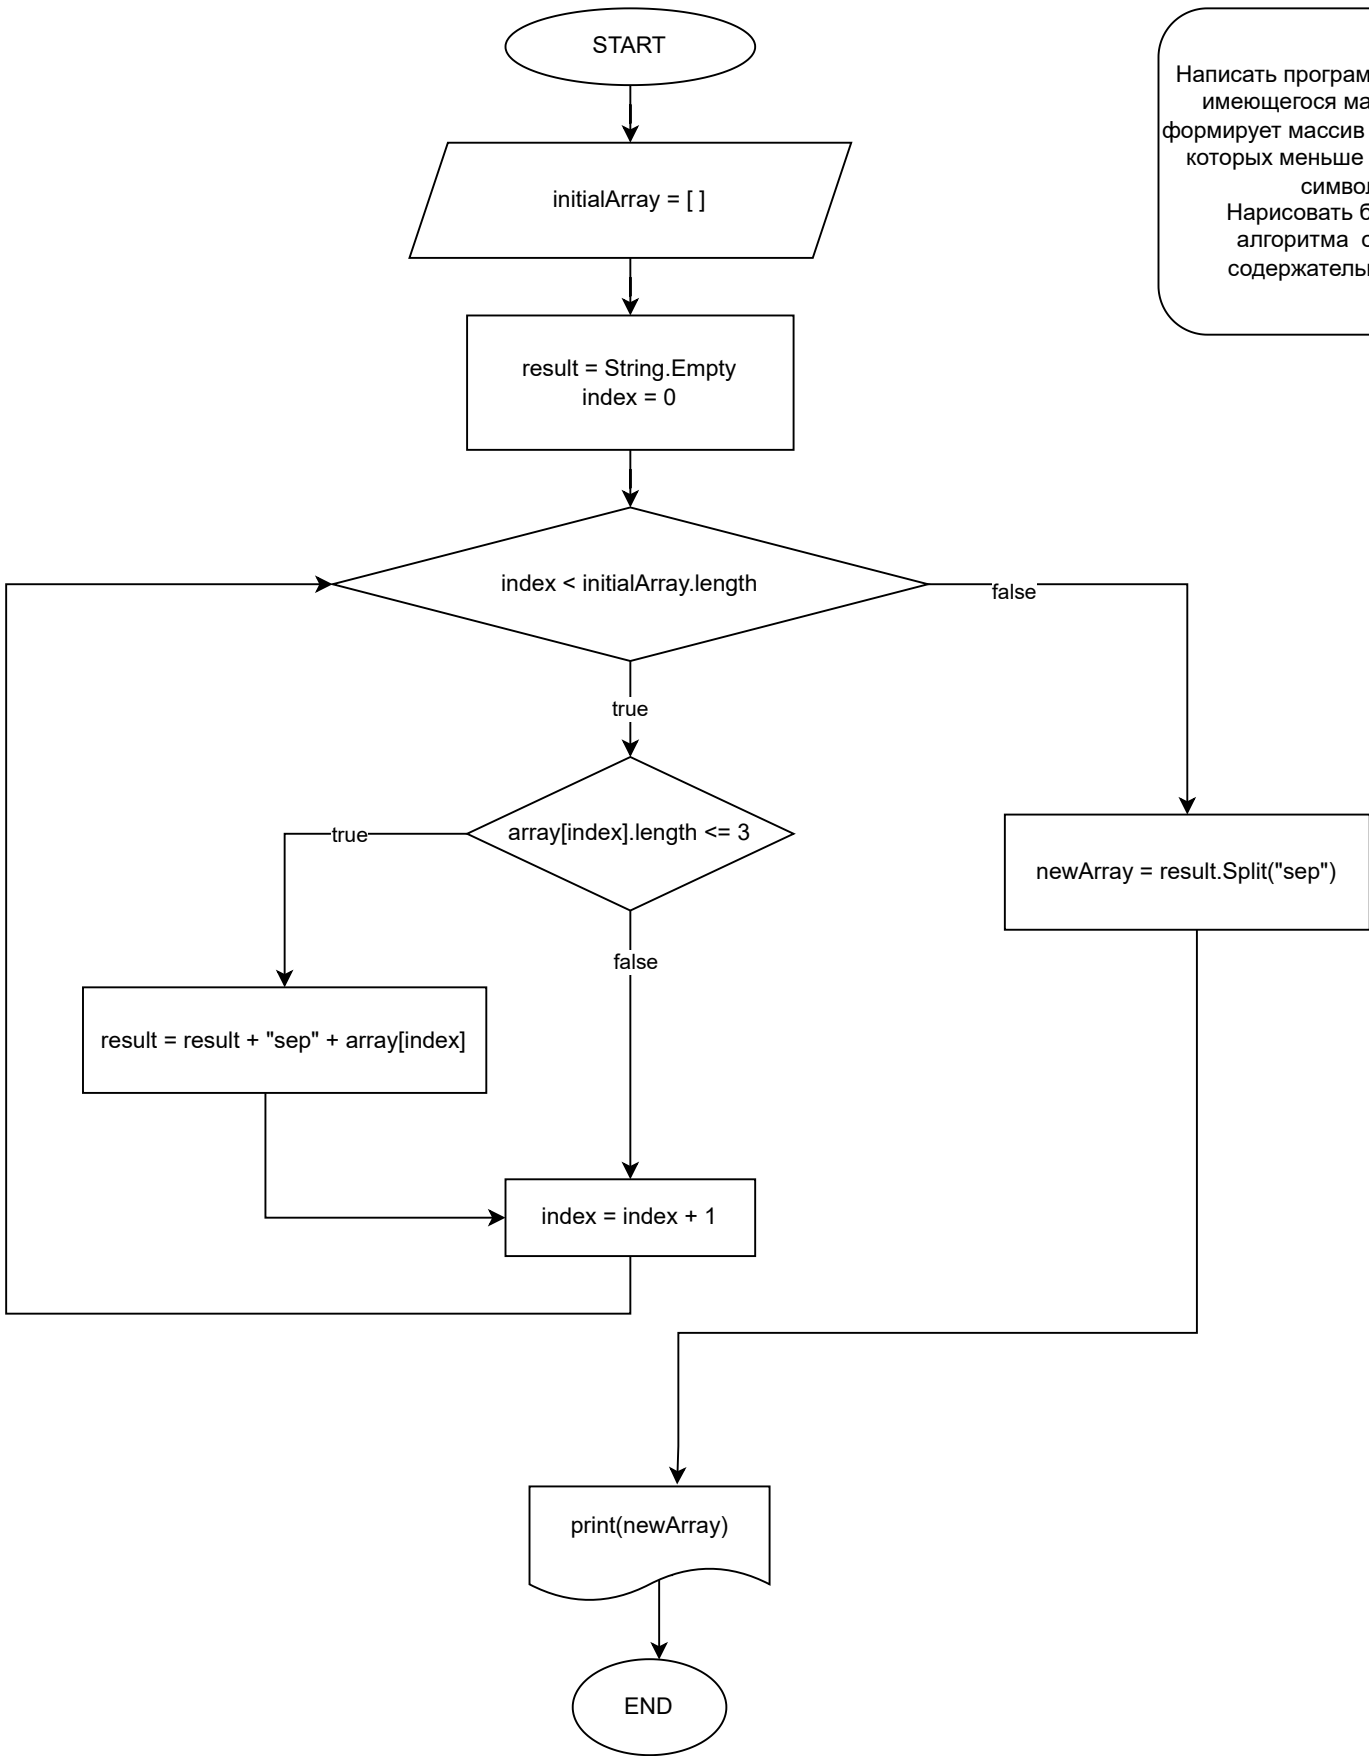 START
Написать програм
имеющегося ма
формирует массив
которых меньше
символ
Нарисовать б
алгоритма с
содержатель
initialArray = [ ]
result = String.Empty
index = 0
index < initialArray.length
false
true
array[index].length <= 3
true
newArray = result.Split("sep")
false
result = result + "sep" + array[index]
index = index + 1
print(newArray)
END